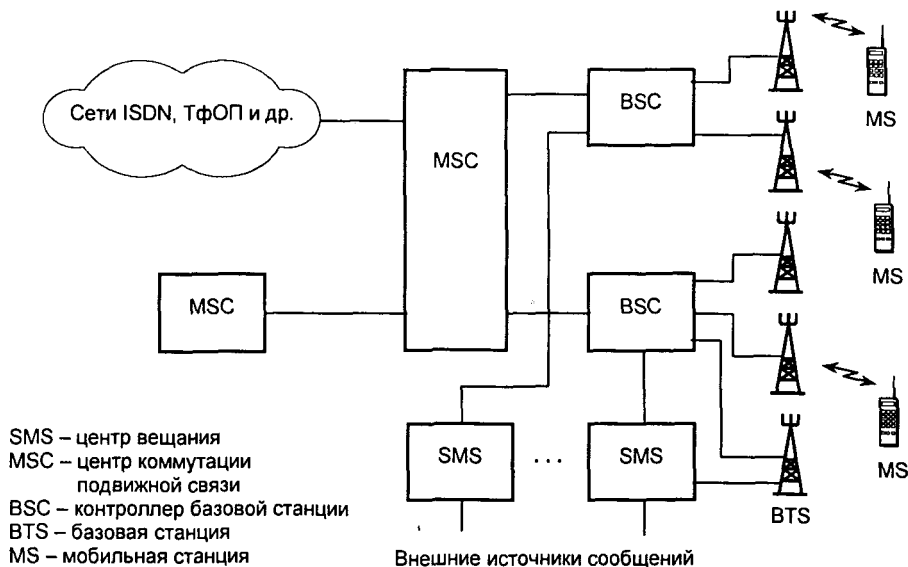 Сети ISDN, ТфОП и др.
MSC
BSC
MS
MS
MSC
BSC
SMS
. . .
SMS
MS
BTS
SMS – центр вещания
MSC – центр коммутации
подвижной связи
BSC – контроллер базовой станции
BTS – базовая станция
MS – мобильная станция
Внешние источники сообщений